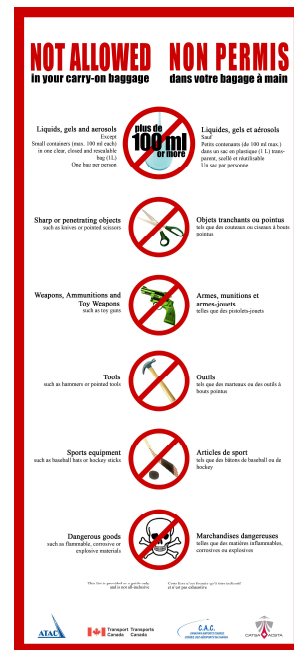 NOT ALLOWED
in your carry-on baggage
NON PERMIS
dans votre bagage à main
Liquids, gels and aerosols
Except
Small containers (max. 100 ml each)
in one clear, closed and resealable
bag (1L)
One bag per person
plus de
100 ml
or more
Liquides, gels et aérosols
Sauf
Petits contenants (de 100 ml max.)
dans un sac en plastique (1 L) trans-
parent, scellé et réutilisable
Un sac par personne
Sharp or penetrating objects
such as knives or pointed scissors
Objets tranchants ou pointus
tels que des couteaux ou ciseaux à bouts
pointus
Weapons, Ammunitions and
Toy Weapons
such as toy guns
Armes, munitions et
armes-jouets
telles que des pistolets-jouets
Tools
such as hammers or pointed tools
Outils
tels que des marteaux ou des outils à
bouts pointus
Sports equipment
such as baseball bats or hockey sticks
Articles de sport
tels que des bâtons de baseball ou de
hockey
Dangerous goods
such as flammable, corrosive or
explosive materials
Marchandises dangereuses
telles que des matières inflammables,
corrosives ou explosives
and is not all-inclusive
et n'est pas exhaustive
ATAC
Transport Canada
Transports Canada
C.A.C.
CATSA ACSTA